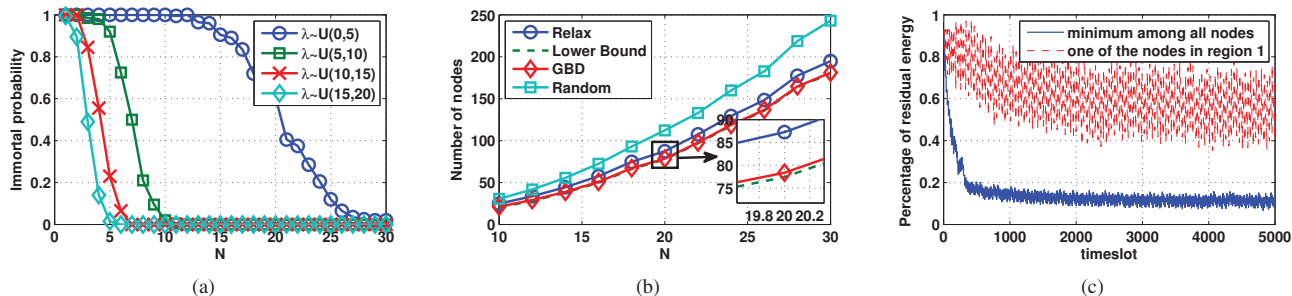 Immortal probability
1
0.8
0.6
0.4
0.2
0
0 5 10 15 20 25 30
N
λ~U(0,5)
λ~U(5,10)
λ~U(10,15)
λ~U(15,20)
(a)
Number of nodes
250
200
150
100
50
0
10 15 20 25 30
N
Relax
Lower Bound
GBD
Random
90
85
80
75
19.8 20 20.2
(b)
Percentage of residual energy
1
0.8
0.6
0.4
0.2
0
0 1000 2000 3000 4000 5000
timeslot
minimum among all nodes
one of the nodes in region 1
(c)